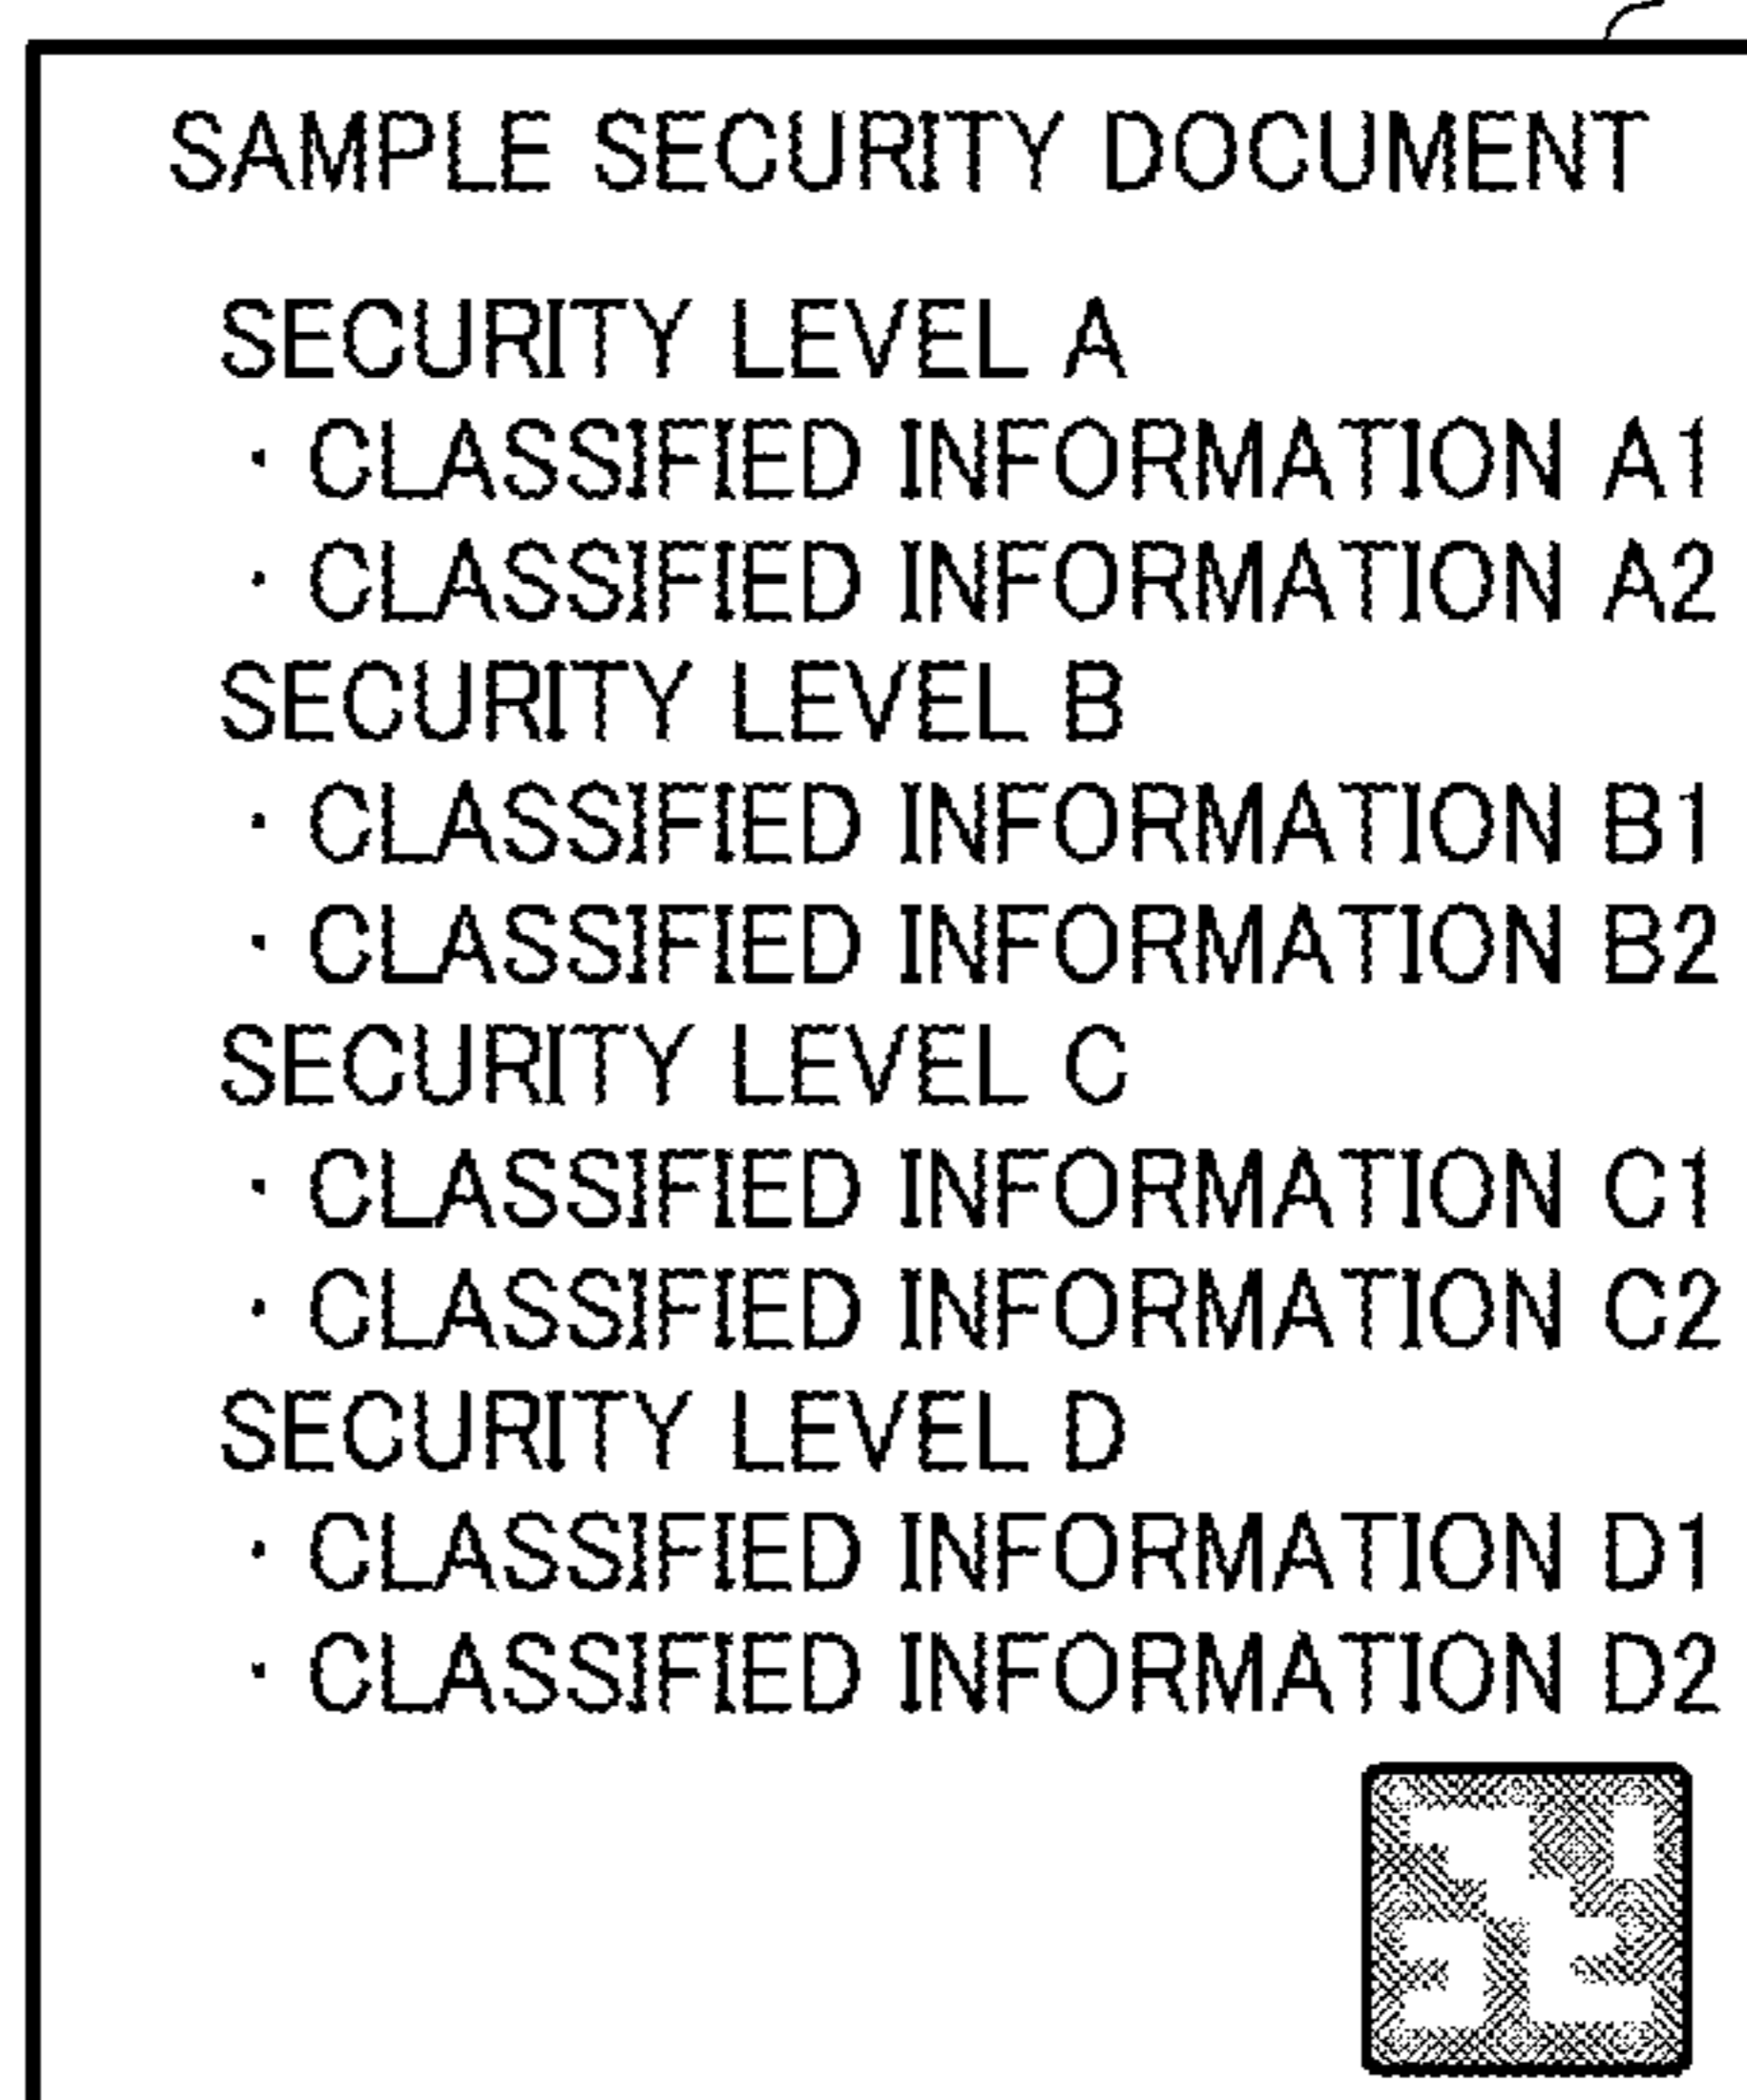 SAMPLE SECURITY DOCUMENT
SECURITY LEVEL A
・CLASSIFIED INFORMATION A1
・CLASSIFIED INFORMATION A2
SECURITY LEVEL B
・CLASSIFIED INFORMATION B1
・CLASSIFIED INFORMATION B2
SECURITY LEVEL C
・CLASSIFIED INFORMATION C1
・CLASSIFIED INFORMATION C2
SECURITY LEVEL D
・CLASSIFIED INFORMATION D1
・CLASSIFIED INFORMATION D2